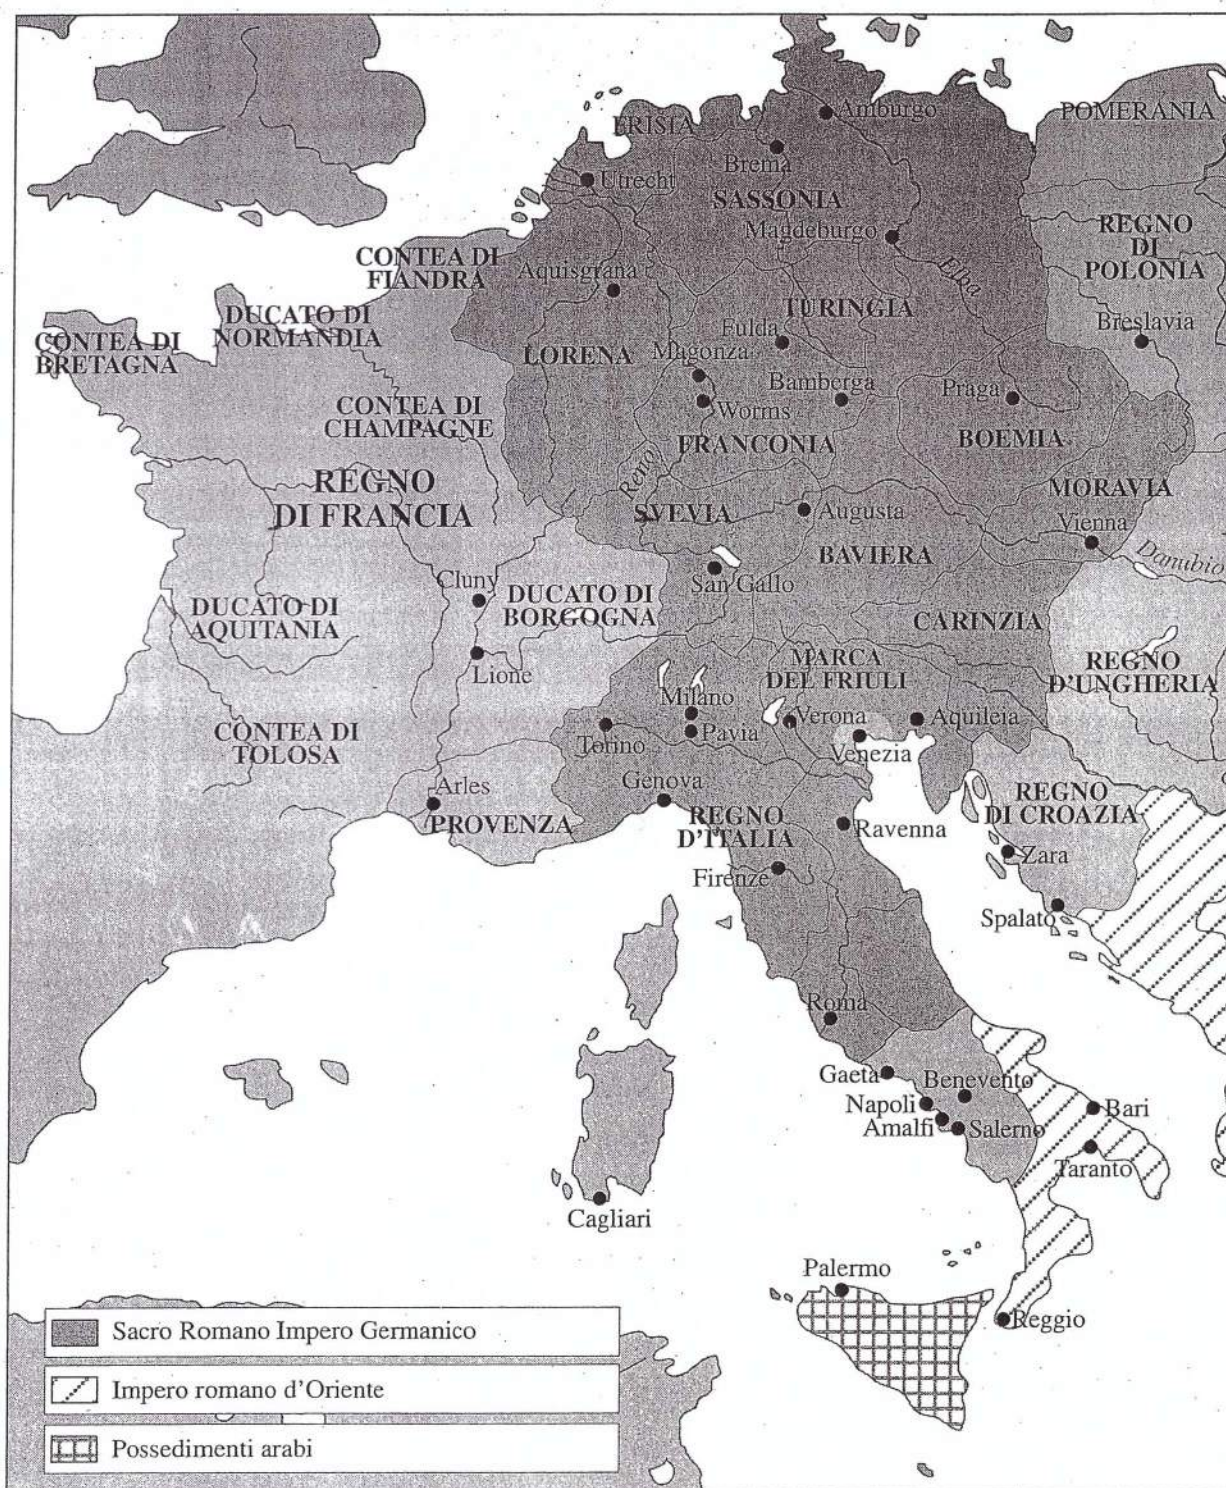 Amburgo
POMERANIA
FRISIA
Brema
Utrecht
SASSONIA
Magdeburgo
REGNO
DI
POLONIA
CONTEA DI
FIANDRA
Aquisgrana
Elba
DUCATO DI
NORMANDIA
TURINGIA
Breslavia
CONTEA DI
BRETAGNA
Fulda
LORENA
Magonza
Bamberga
Praga
CONTEA DI
CHAMPAGNE
Worms
FRANCONIA
BOEMIA
REGNO
DI FRANCIA
Reno
MORAVIA
SVEVIA
Augusta
Vienna
BAVIERA
Danubio
Cluny
San Gallo
DUCATO DI
BORGOGNA
DUCATO DI
AQUITANIA
CARINZIA
Lione
MARCA
DEL FRIULI
REGNO
D'UNGHERIA
Milano
Verona
Aquileia
CONTEA DI
TOLOSA
Torino
Pavia
Venezia
Arles
Genova
REGNO
DI CROAZIA
PROVENZA
REGNO
D'ITALIA
Ravenna
Zara
Firenze
Spalato
Roma
Gaeta
Benevento
Napoli
Bari
Amalfi
Salerno
Taranto
Cagliari
Palermo
Reggio
Sacro Romano Impero Germanico
Impero romano d'Oriente
Possedimenti arabi